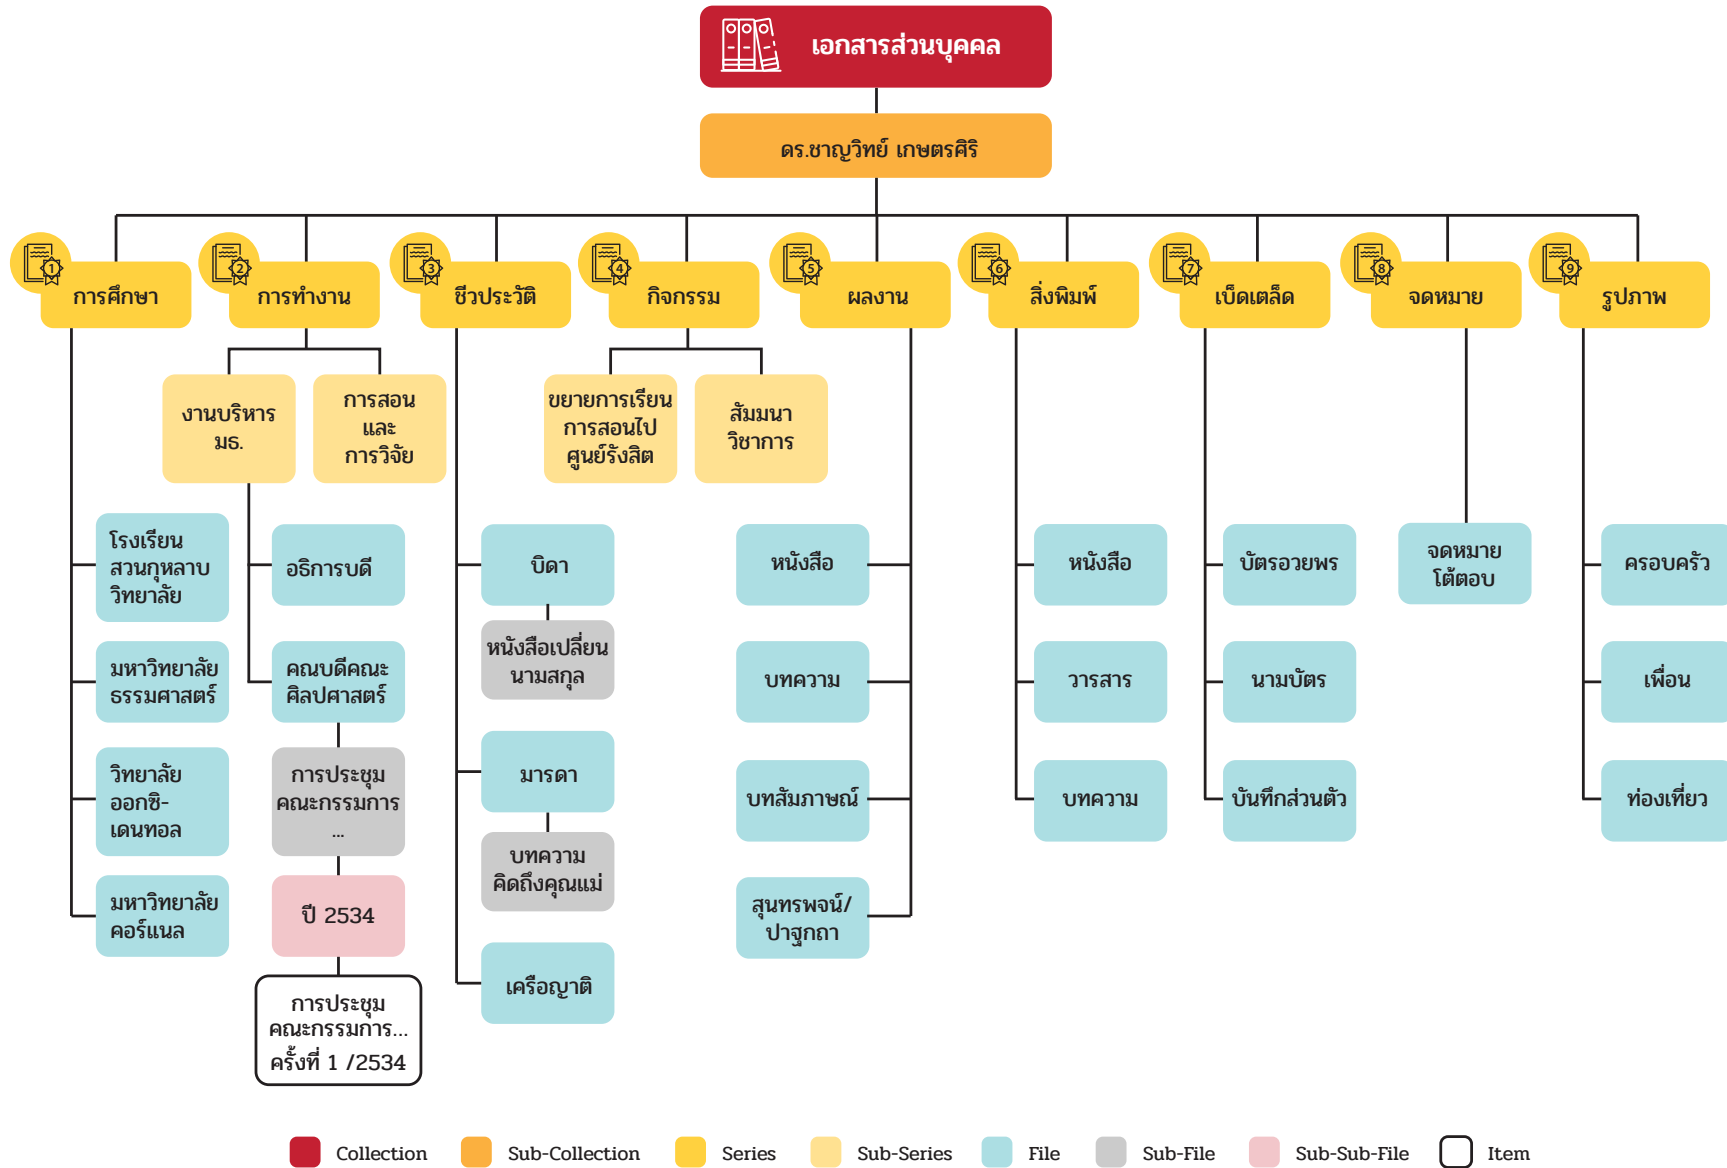 เอกสารส่วนบุคคล
ดร.ชาญวิทย์ เกษตรศิริ
1
การศึกษา
2
การทำงาน
3
ชีวประวัติ
4
กิจกรรม
5
ผลงาน
6
สิ่งพิมพ์
7
เบ็ดเตล็ด
8
จดหมาย
9
รูปภาพ
งานบริหาร
มธ.
การสอน
และ
การวิจัย
ขยายการเรียน
การสอนไป
ศูนย์รังสิต
สัมมนา
วิชาการ
โรงเรียน
สวนกุหลาบ
วิทยาลัย
มหาวิทยาลัย
ธรรมศาสตร์
วิทยาลัย
ออกซิ-
เดนทอล
มหาวิทยาลัย
คอร์แนล
อธิการบดี
คณบดีคณะ
ศิลปศาสตร์
การประชุม
คณะกรรมการ
...
ปี 2534
การประชุม
คณะกรรมการ...
ครั้งที่ 1 /2534
บิดา
หนังสือเปลี่ยน
นามสกุล
มารดา
บทความ
คิดถึงคุณแม่
เครือญาติ
หนังสือ
บทความ
บทสัมภาษณ์
สุนทรพจน์/
ปาฐกถา
หนังสือ
วารสาร
บทความ
บัตรอวยพร
นามบัตร
บันทึกส่วนตัว
จดหมาย
โต้ตอบ
ครอบครัว
เพื่อน
ท่องเที่ยว
Collection
Sub-Collection
Series
Sub-Series
File
Sub-File
Sub-Sub-File
Item